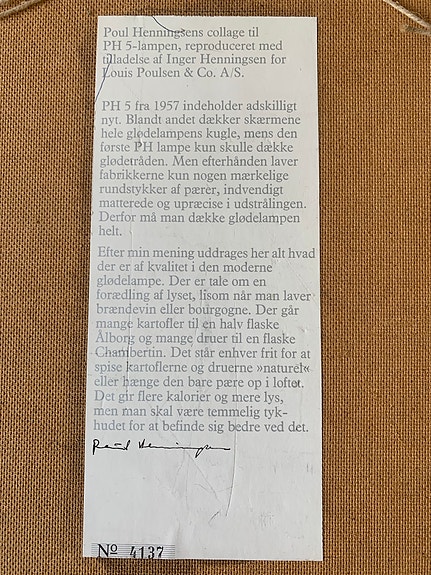 Poul Henningsens collage til
PH 5-lampen, reproduceret med
tilladelse af Inger Henningsen for
Louis Poulsen & Co. A/S.
PH 5 fra 1957 indeholder adskilligt
nyt. Blandt andet dækker skærmene
hele glødelampens kugle, mens den
første PH lampe kun skulle dække
glødetråden. Men efterhånden laver
fabrikkerne kun nogen mærkelige
rundstykker af pærer, indvendigt
matterede og upræcise i udstrålingen.
Derfor må man dække glødelampen
helt.
Efter min mening uddrages her alt hvad
der er af kvalitet i den moderne
glødelampe. Der er tale om en
forædling af lyset, lisom når man laver
brændevin eller bourgogne. Der går
mange kartofler til en halv flaske
Ålborg og mange druer til en flaske
Chambertin. Det står enhver frit for at
spise kartoflerne og druerne »naturel«
eller hænge den bare pære op i loftet.
Det gir flere kalorier og mere lys,
men man skal være temmelig tyk-
hudet for at befinde sig bedre ved det.
Poul Henningsen
No 4137